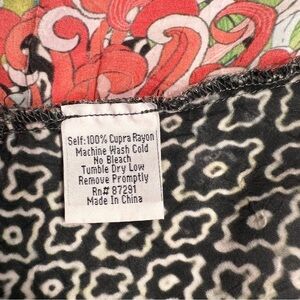 Self: 100% Cupra Rayon
Machine Wash Cold
No Bleach
Tumble Dry Low
Remove Promptly
Rn# 87291
Made In China